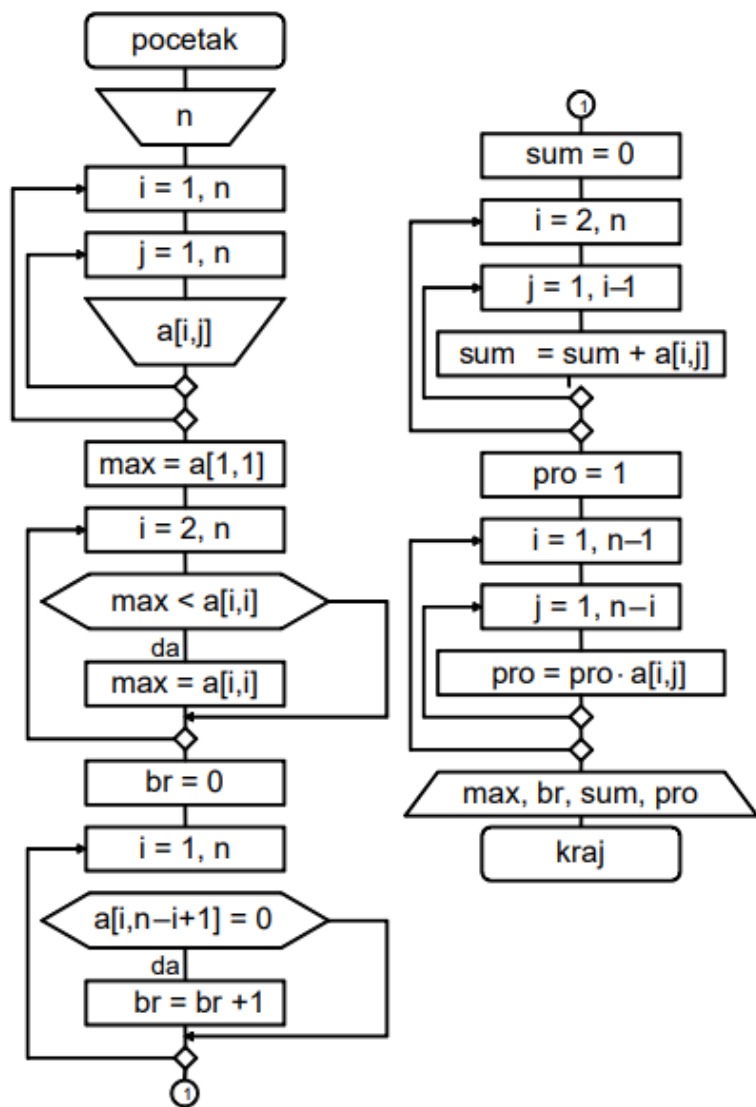 pocetak
n
i = 1, n
j = 1, n
a[i,j]
max = a[1,1]
i = 2, n
max < a[i,i]
da
max = a[i,i]
br = 0
i = 1, n
a[i,n–i+1] = 0
da
br = br +1
1
1
sum = 0
i = 2, n
j = 1, i–1
sum = sum + a[i,j]
pro = 1
i = 1, n–1
j = 1, n–i
pro = pro · a[i,j]
max, br, sum, pro
kraj